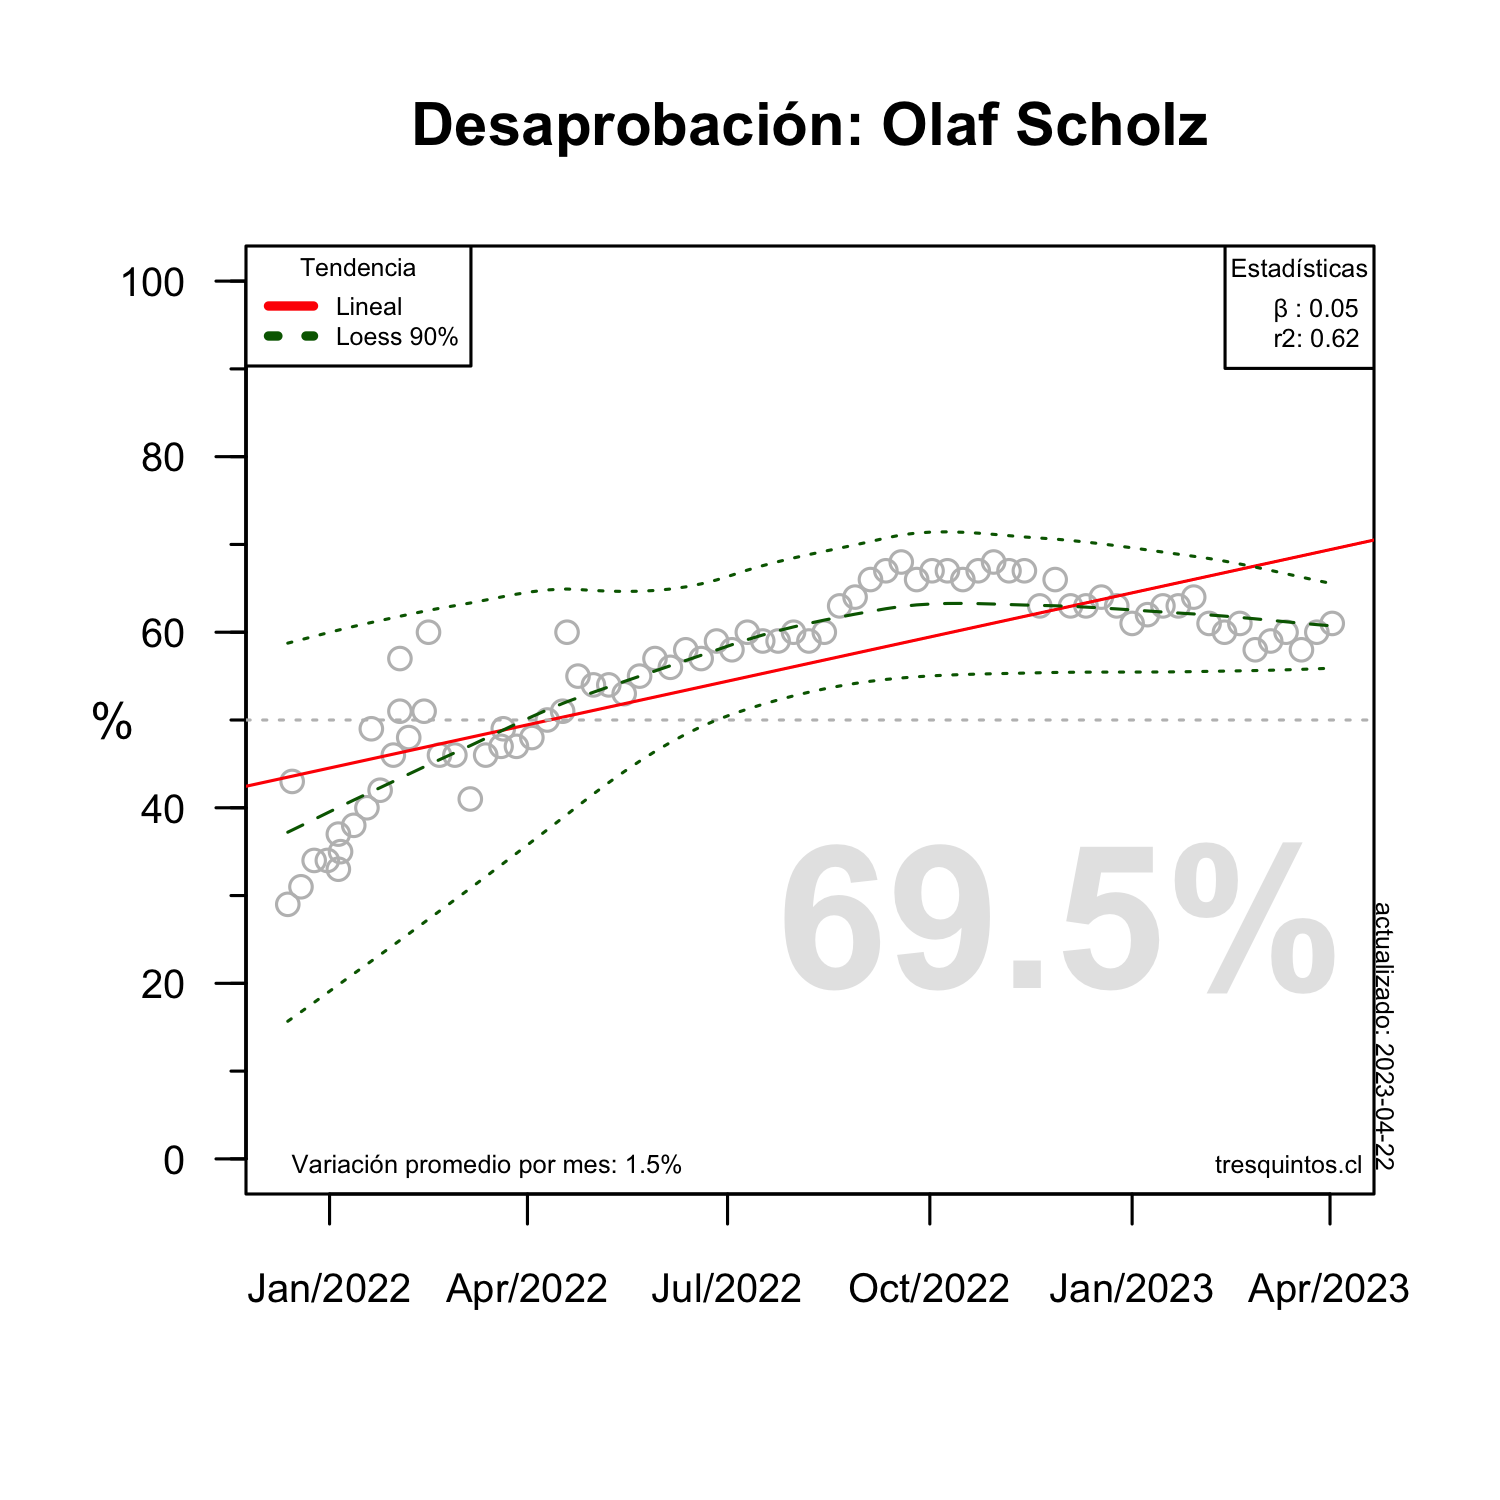 Desaprobación: Olaf Scholz
Tendencia
Lineal
Loess 90%
Estadísticas
β : 0.05
r2: 0.62
100
80
60
%
40
20
0
69.5%
actualizado: 2023-04-22
Variación promedio por mes: 1.5%
tresquintos.cl
Jan/2022
Apr/2022
Jul/2022
Oct/2022
Jan/2023
Apr/2023